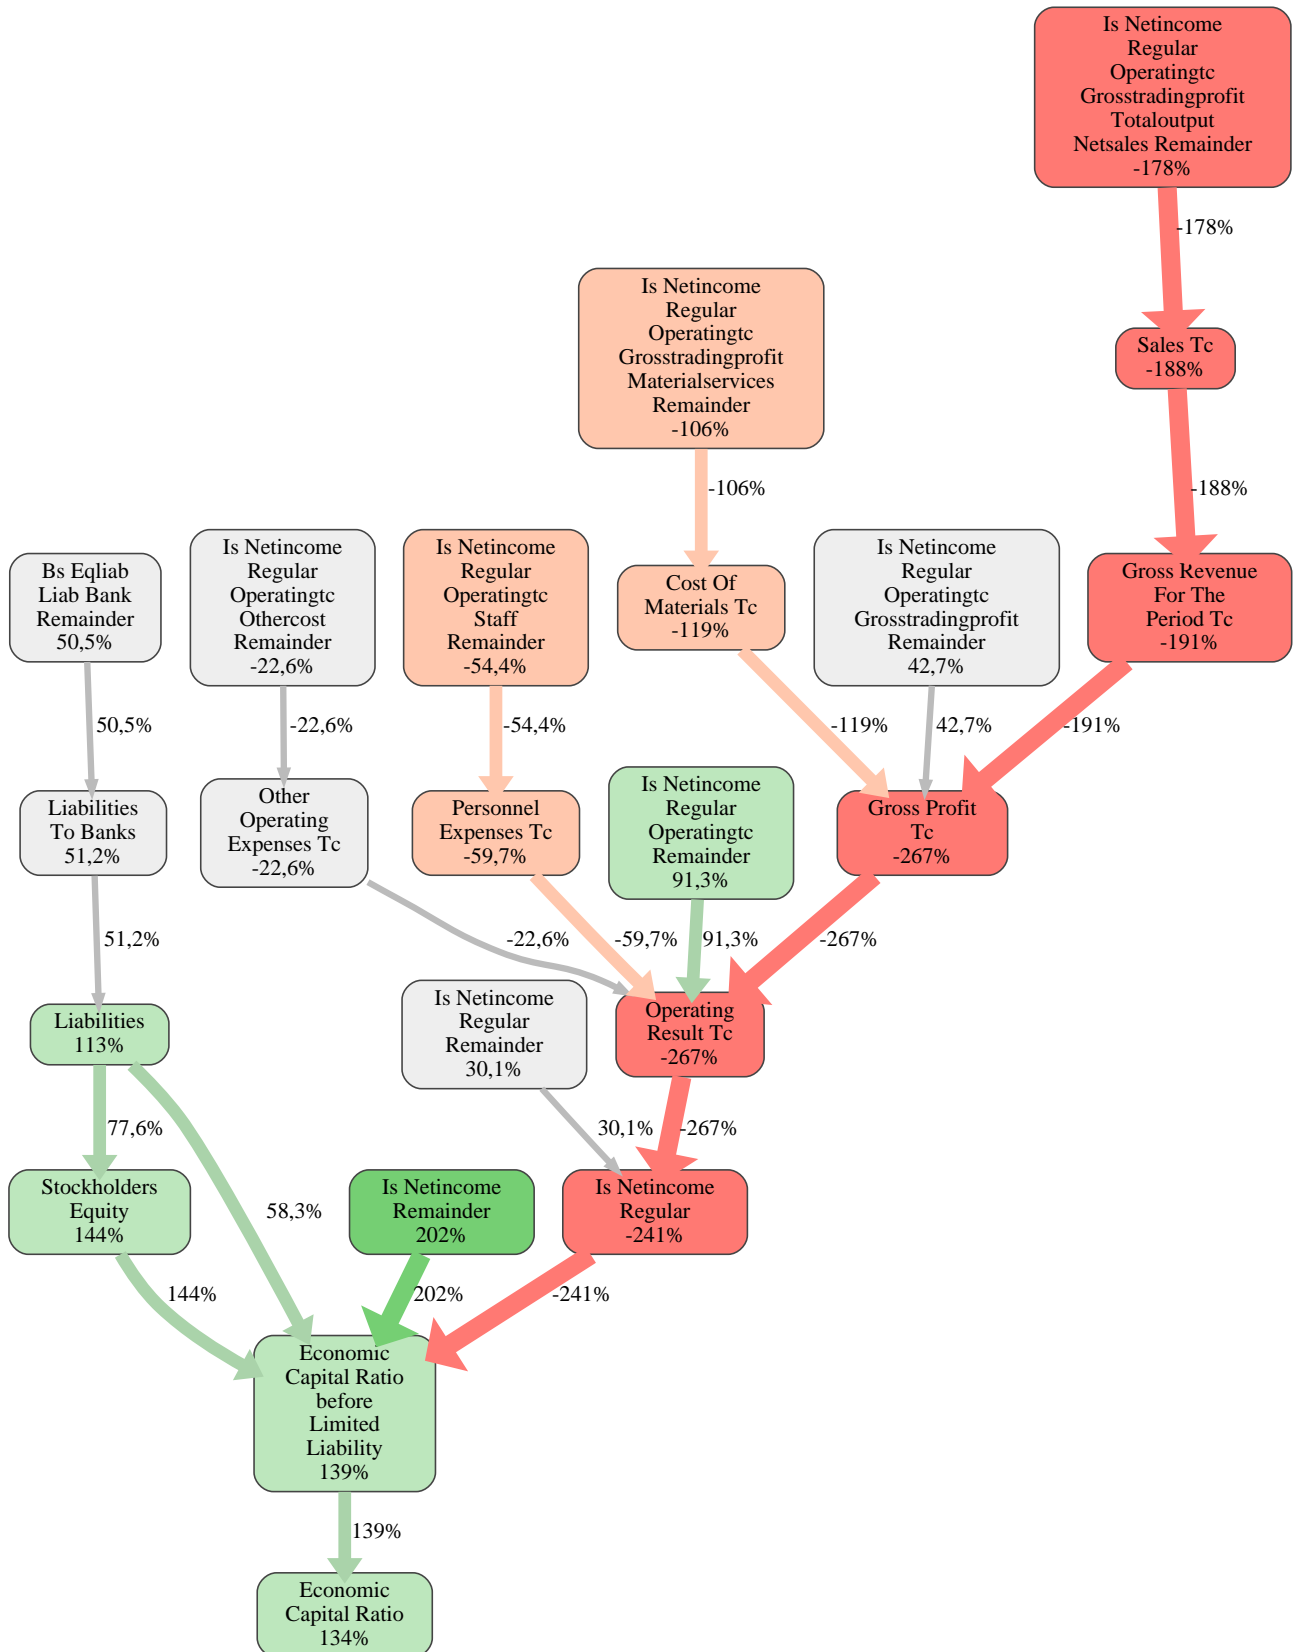 Is Netincome
Regular
Operatingtc
Grosstradingprofit
Totaloutput
Netsales Remainder
-178%
-178%
Is Netincome
Regular
Operatingtc
Grosstradingprofit
Materialservices
Remainder
-106%
Sales Tc
-188%
-106%
-188%
Bs Eqliab
Liab Bank
Remainder
50,5%
Is Netincome
Regular
Operatingtc
Othercost
Remainder
-22,6%
Is Netincome
Regular
Operatingtc
Staff
Remainder
-54,4%
Cost Of
Materials Tc
-119%
Is Netincome
Regular
Operatingtc
Grosstradingprofit
Remainder
42,7%
Gross Revenue
For The
Period Tc
-191%
50,5%
-22,6%
-54,4%
-119%
42,7%
-191%
Liabilities
To Banks
51,2%
Other
Operating
Expenses Tc
-22,6%
Personnel
Expenses Tc
-59,7%
Is Netincome
Regular
Operatingtc
Remainder
91,3%
Gross Profit
Tc
-267%
51,2%
-22,6%
-59,7%
91,3%
-267%
Liabilities
113%
Is Netincome
Regular
Remainder
30,1%
Operating
Result Tc
-267%
77,6%
30,1%
-267%
Stockholders
Equity
144%
58,3%
Is Netincome
Remainder
202%
Is Netincome
Regular
-241%
144%
202%
-241%
Economic
Capital Ratio
before
Limited
Liability
139%
139%
Economic
Capital Ratio
134%